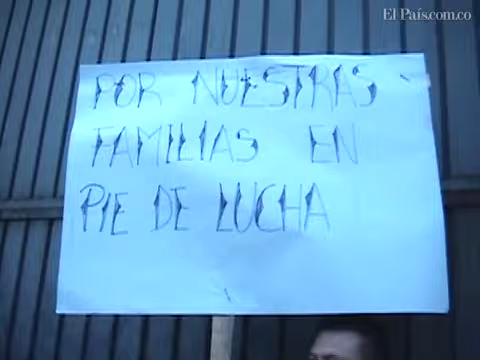 El País.com.co
POR NUESTRAS
FAMILIAS EN
PIE DE LUCHA